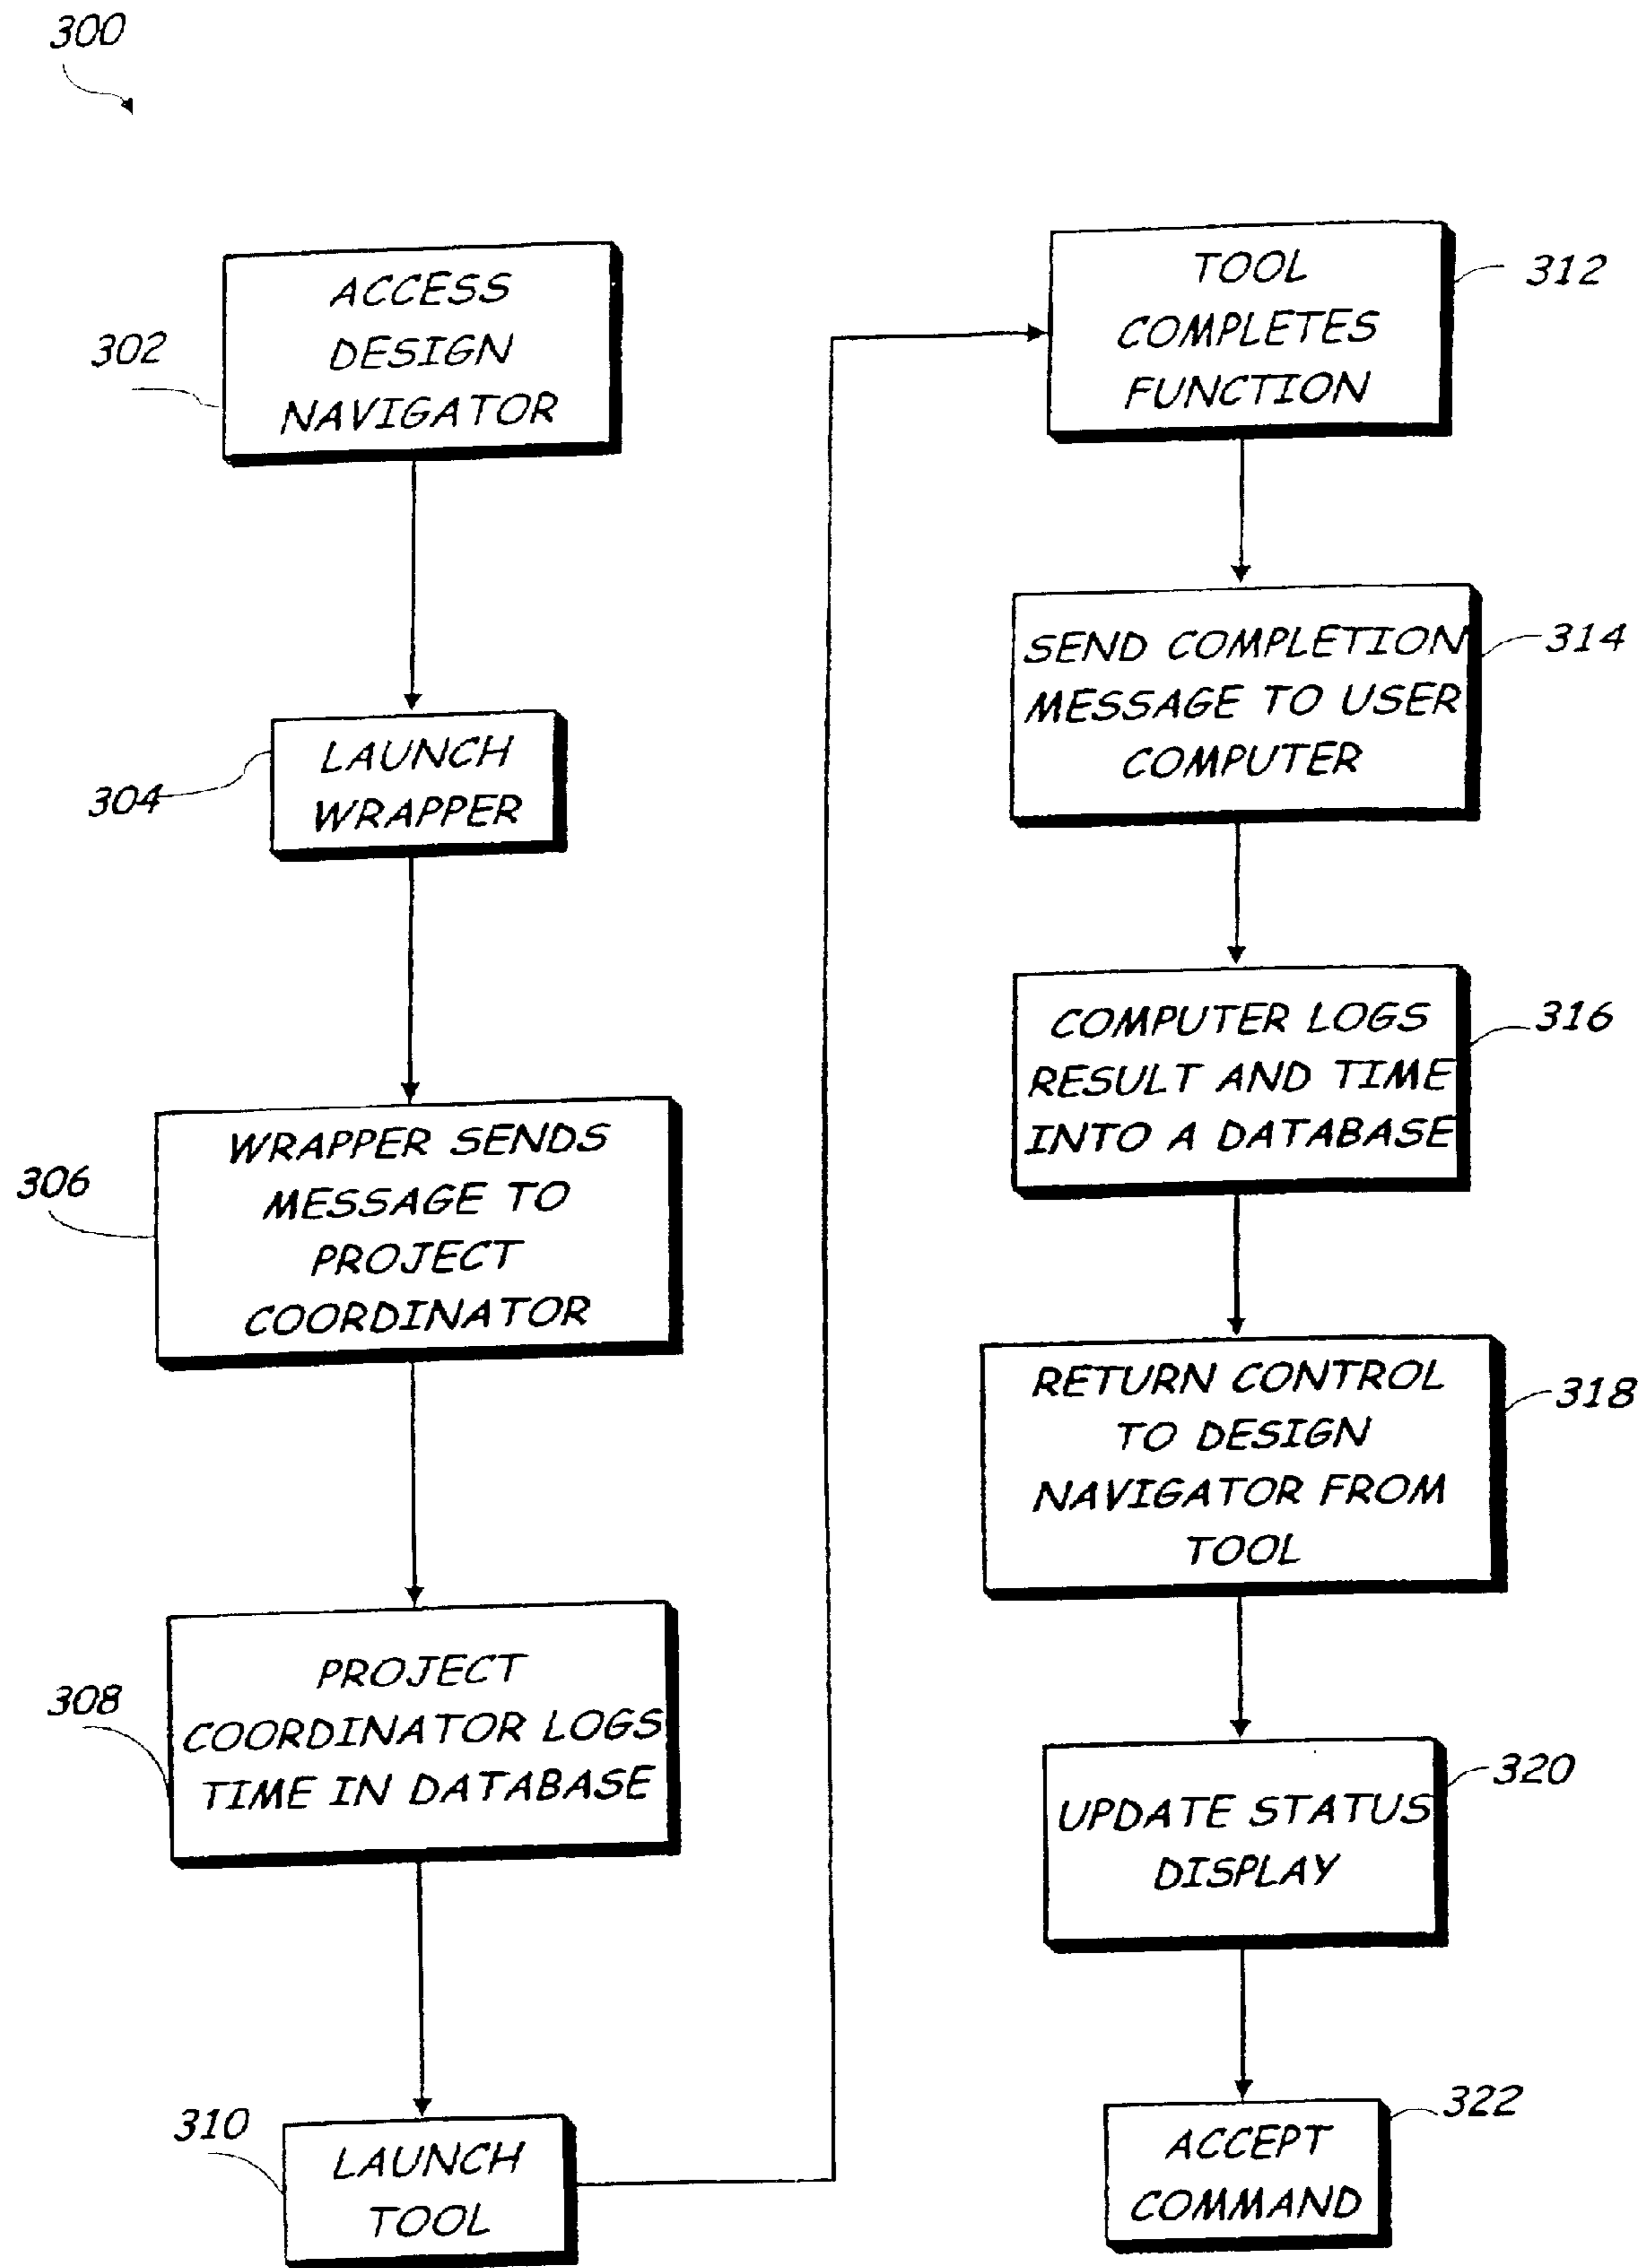 300
302
ACCESS
DESIGN
NAVIGATOR
304
LAUNCH
WRAPPER
306
WRAPPER SENDS
MESSAGE TO
PROJECT
COORDINATOR
308
PROJECT
COORDINATOR LOGS
TIME IN DATABASE
310
LAUNCH
TOOL
312
TOOL
COMPLETES
FUNCTION
314
SEND COMPLETION
MESSAGE TO USER
COMPUTER
316
COMPUTER LOGS
RESULT AND TIME
INTO A DATABASE
318
RETURN CONTROL
TO DESIGN
NAVIGATOR FROM
TOOL
320
UPDATE STATUS
DISPLAY
322
ACCEPT
COMMAND